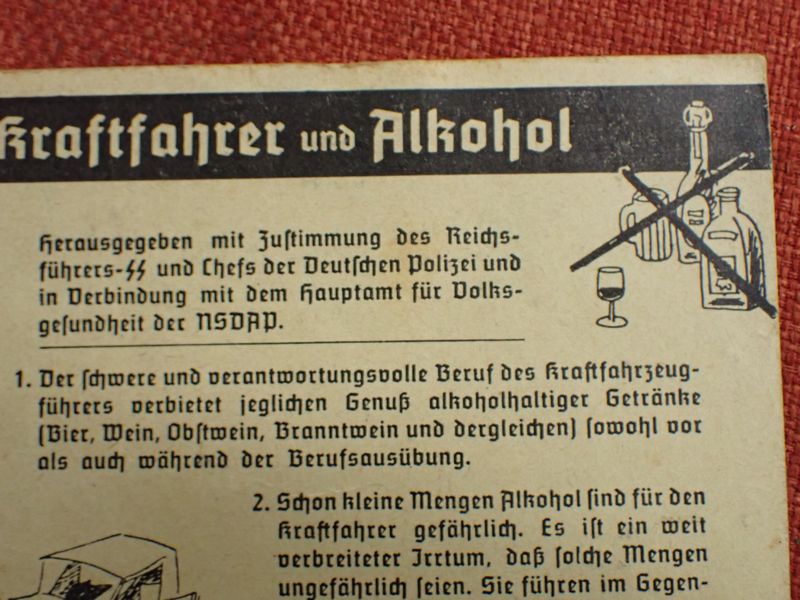 Kraftfahrer und Alkohol
Herausgegeben mit Zustimmung des Reichs-
führers-SS und Chefs der Deutschen Polizei und
in Verbindung mit dem Hauptamt für Volks-
gesundheit der NSDAP.
1. Der schwere und verantwortungsvolle Beruf des Kraftfahrzeug-
führers verbietet jeglichen Genuß alkoholhaltiger Getränke
(Bier, Wein, Obstwein, Branntwein und dergleichen) sowohl vor
als auch während der Berufsausübung.
2. Schon kleine Mengen Alkohol sind für den
Kraftfahrer gefährlich. Es ist ein weit
verbreiteter Irrtum, daß solche Mengen
ungefährlich seien. Sie führen im Gegen-